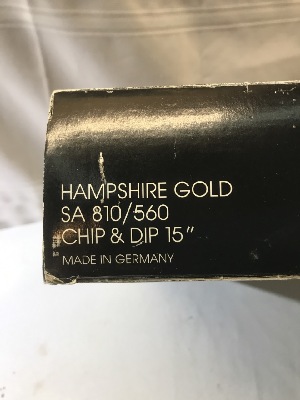 HAMPSHIRE GOLD
SA 810/560
CHIP & DIP 15"
MADE IN GERMANY